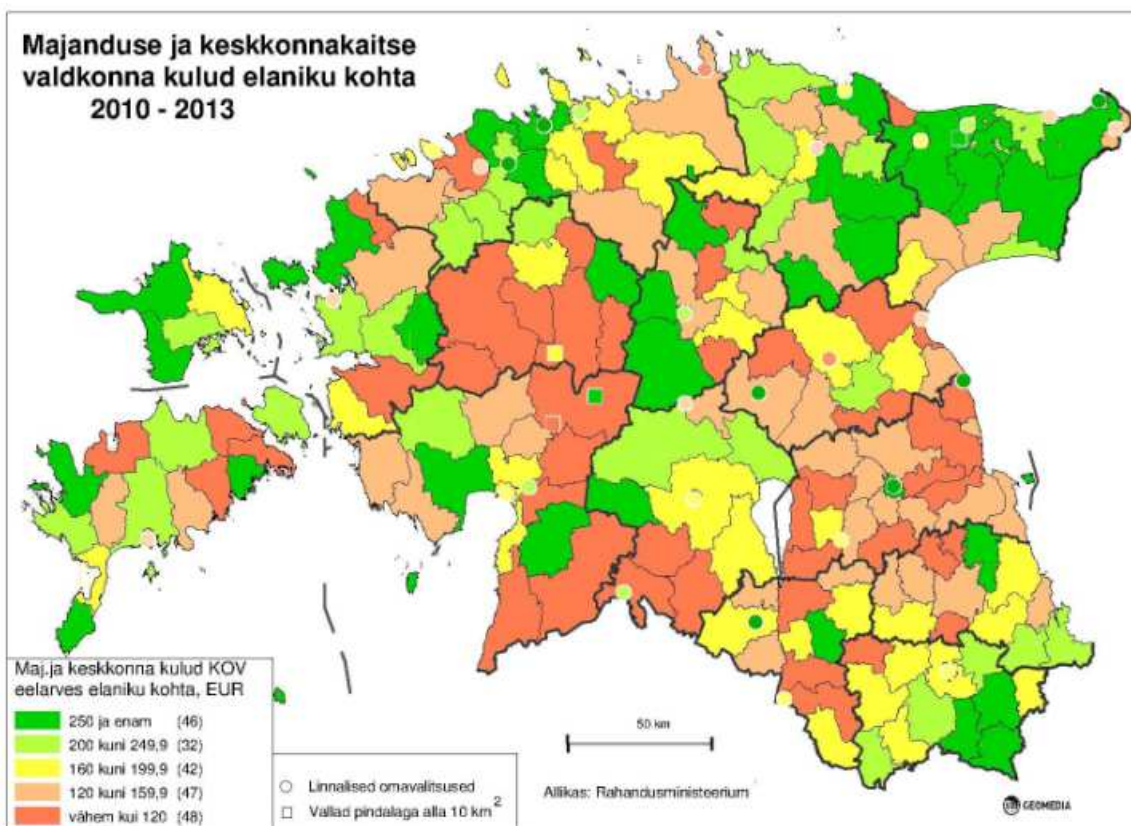 Majanduse ja keskkonnakaitse
valdkonna kulud elaniku kohta
2010 - 2013
Maj.ja keskkonna kulud KOV
eelarves elaniku kohta, EUR
250 ja enam (46)
200 kuni 249,9 (32)
160 kuni 199,9 (42)
120 kuni 159,9 (47)
vähem kui 120 (48)
Linnalised omavalitsused
Vallad pindalaga alla 10 km2
50 km
Allikas: Rahandusministeerium
GEOMEDIA